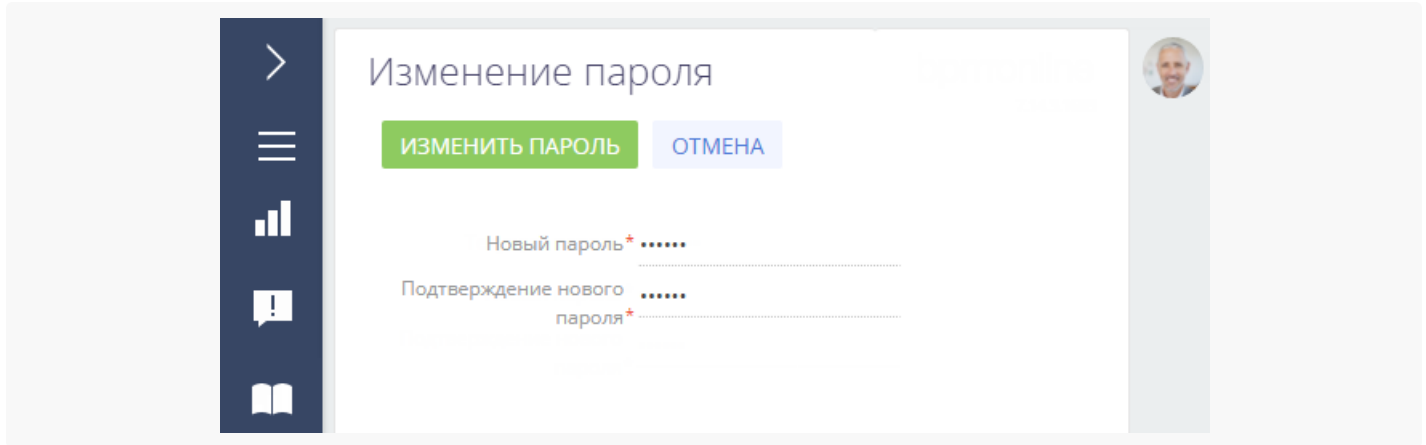 Изменение пароля
ИЗМЕНИТЬ ПАРОЛЬ ОТМЕНА
Новый пароль* ••••••
Подтверждение нового ••••••
пароля*